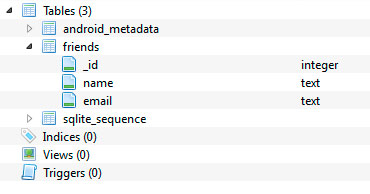 Tables (3)
android_metadata
friends
_id integer
name text
email text
sqlite_sequence
Indices (0)
Views (0)
Triggers (0)